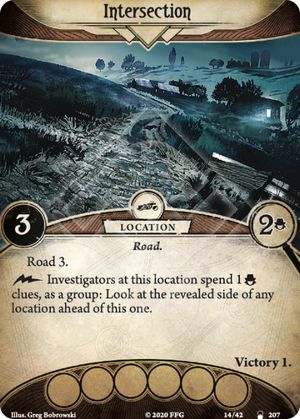 Intersection
3
2
LOCATION
Road.
Road 3.
Investigators at this location spend 1
clues, as a group: Look at the revealed side of any
location ahead of this one.
Victory 1.
Illus. Greg Bobrowski
© 2020 FFG
14/42
207